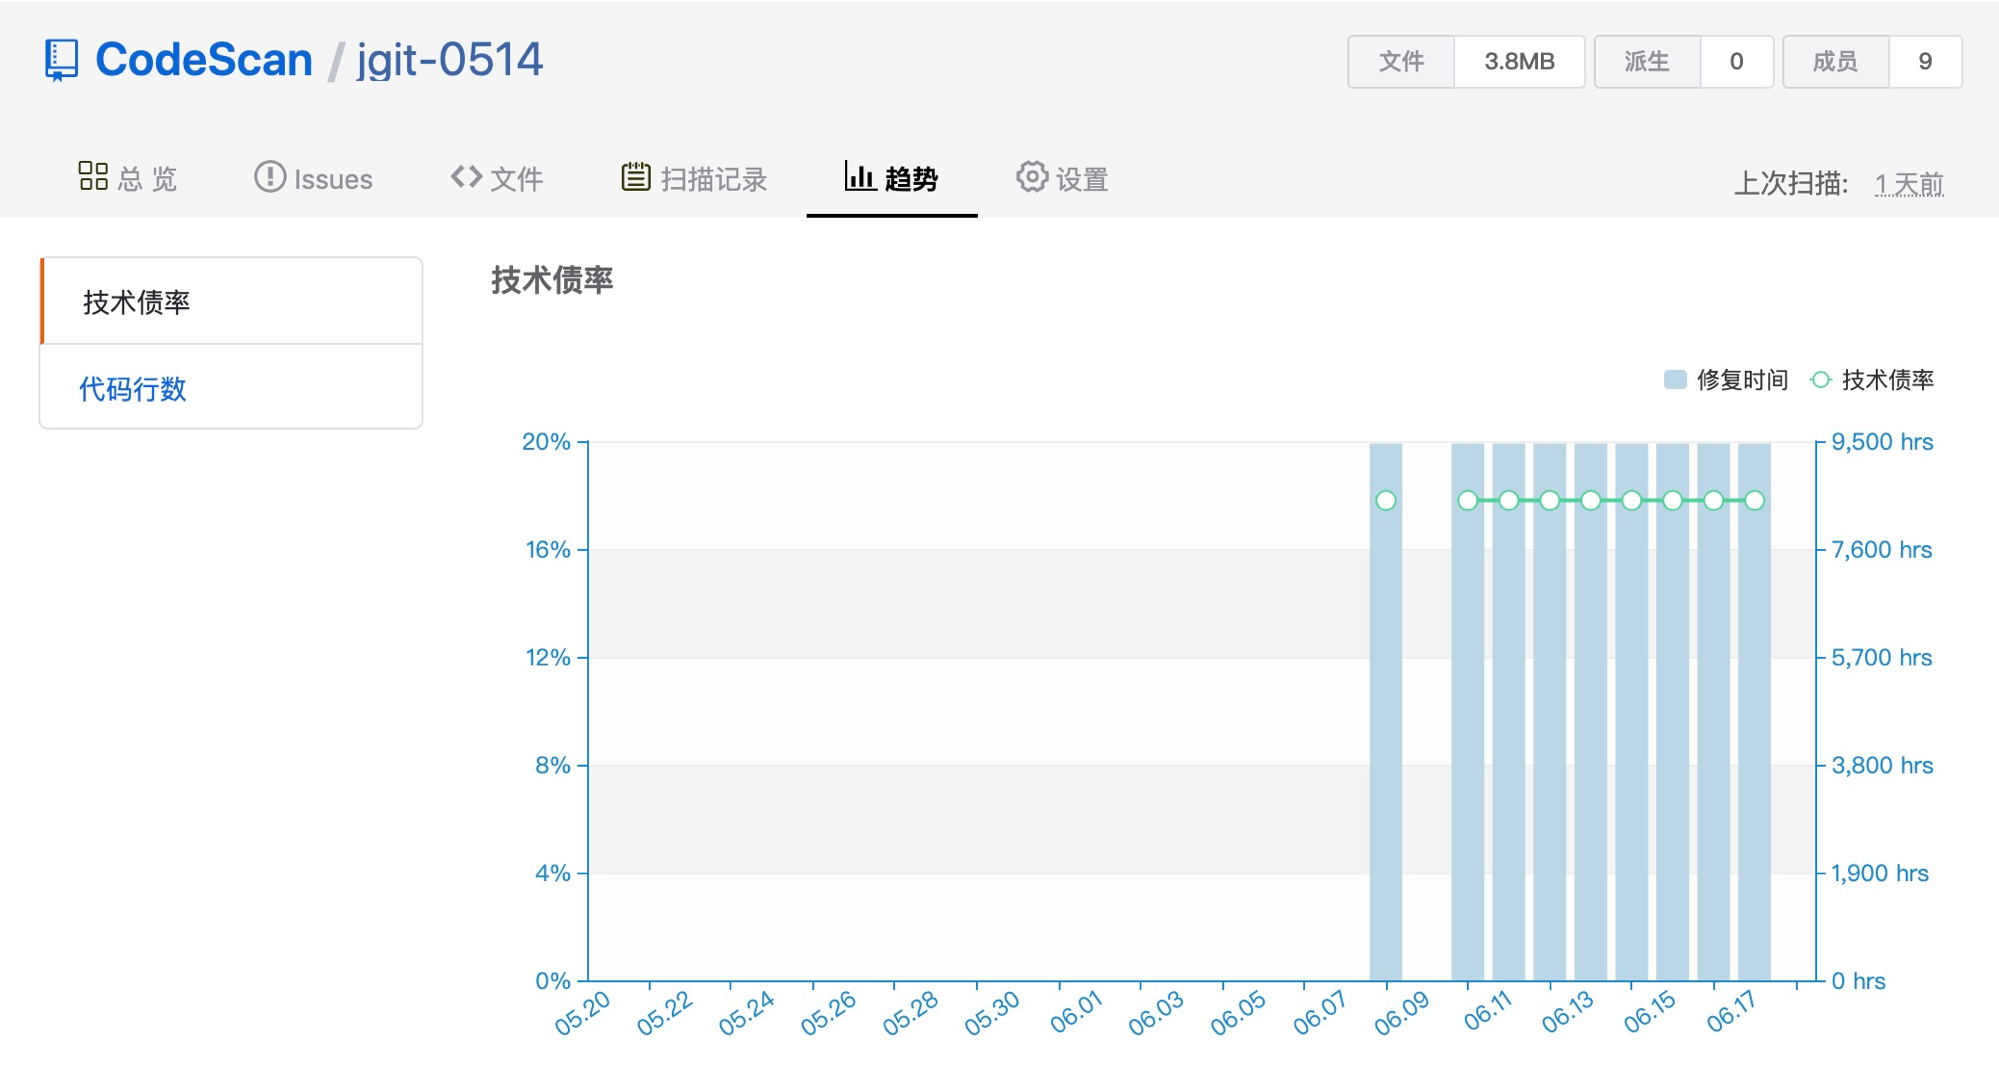 CodeScan / jgit-0514
文件 3.8MB 派生 0 成员 9
总 览 Issues 文件 扫描记录 趋势 设置
上次扫描: 1 天前
技术债率
代码行数
技术债率
修复时间 技术债率
20% 9,500 hrs
16% 7,600 hrs
12% 5,700 hrs
8% 3,800 hrs
4% 1,900 hrs
0% 0 hrs
05.20 05.22 05.24 05.26 05.28 05.30 06.01 06.03 06.05 06.07 06.09 06.11 06.13 06.15 06.17